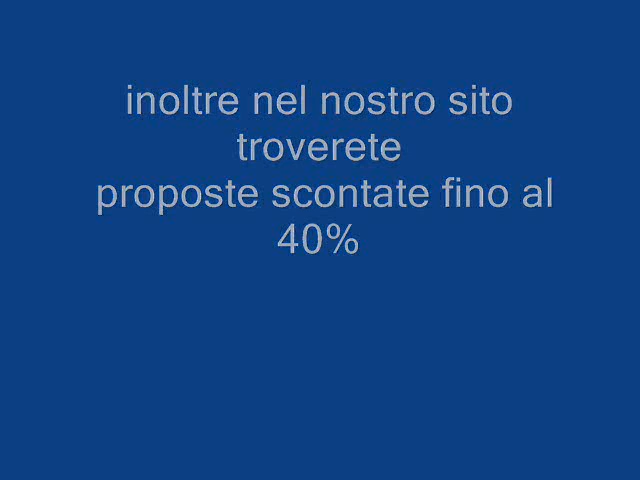 inoltre nel nostro sito
troverete
proposte scontate fino al
40%